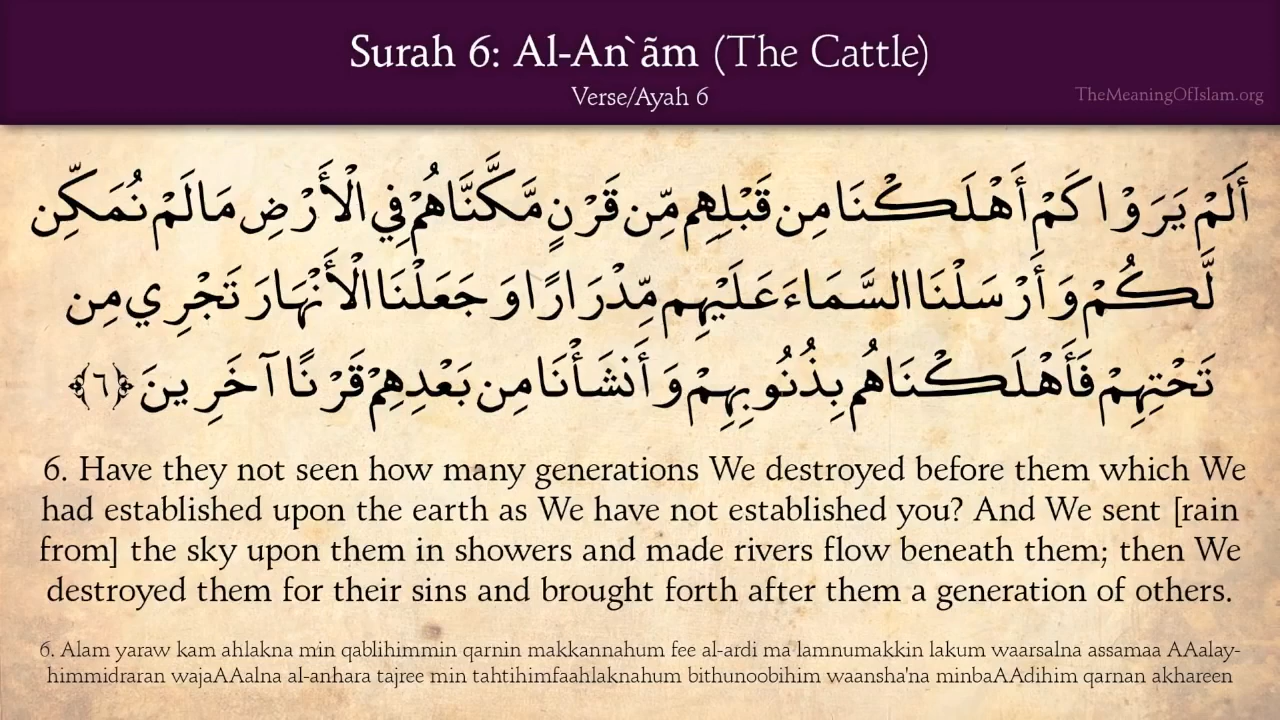 Surah 6: Al-An`ãm (The Cattle)
Verse/Ayah 6
TheMeaningOfIslam.org
أَلَمْ يَرَوْا كَمْ أَهْلَكْنَا مِن قَبْلِهِم مِّن قَرْنٍ مَّكَّنَّاهُمْ فِي الْأَرْضِ مَا لَمْ نُمَكِّن
لَّكُمْ وَأَرْسَلْنَا السَّمَاءَ عَلَيْهِم مِّدْرَارًا وَجَعَلْنَا الْأَنْهَارَ تَجْرِي مِن
تَحْتِهِمْ فَأَهْلَكْنَاهُم بِذُنُوبِهِمْ وَأَنشَأْنَا مِن بَعْدِهِمْ قَرْنًا آخَرِينَ ﴿٦﴾
6. Have they not seen how many generations We destroyed before them which We
had established upon the earth as We have not established you? And We sent [rain
from] the sky upon them in showers and made rivers flow beneath them; then We
destroyed them for their sins and brought forth after them a generation of others.
6. Alam yaraw kam ahlakna min qablihimmin qarnin makkannahum fee al-ardi ma lamnumakkin lakum waarsalna assamaa AAalay-
himmidraran wajaAAalna al-anhara tajree min tahtihimfaahlaknahum bithunoobihim waansha'na minbaAAdihim qarnan akhareen